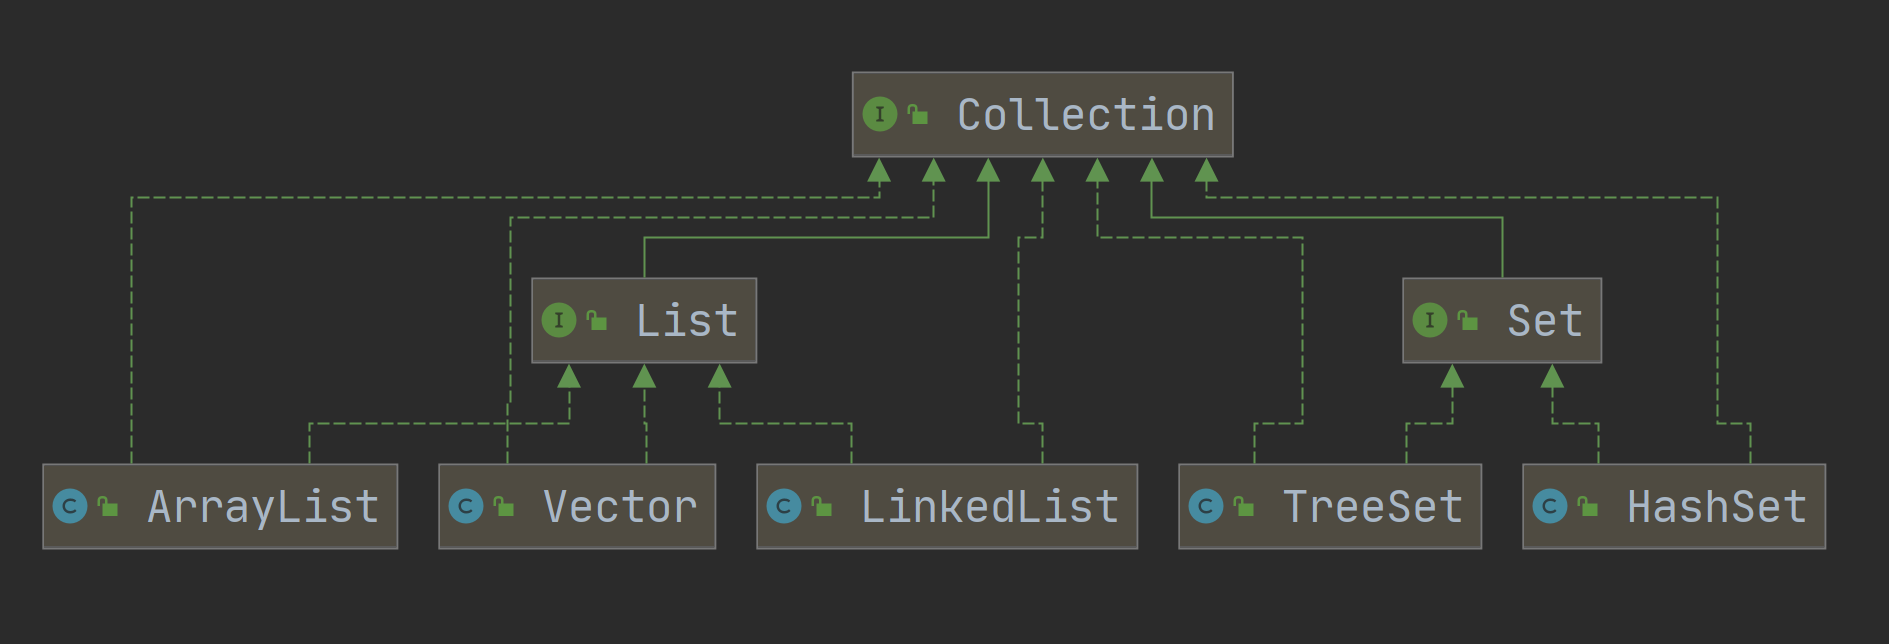 I Collection
I List
I Set
C ArrayList
C Vector
C LinkedList
C TreeSet
C HashSet